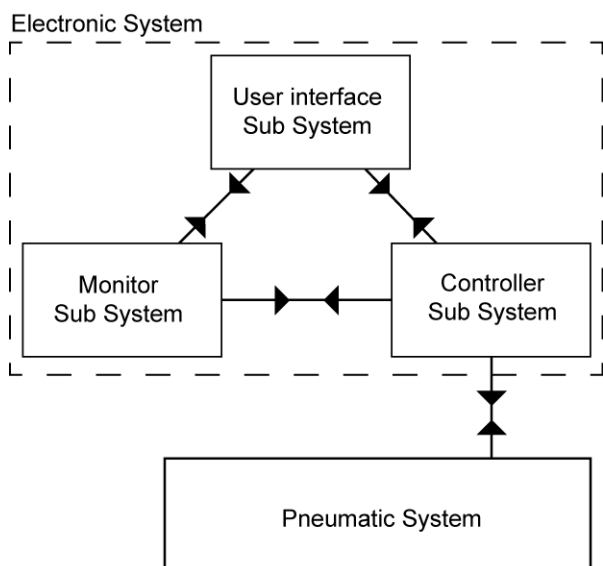 Electronic System
User interface
Sub System
Monitor
Sub System
Controller
Sub System
Pneumatic System